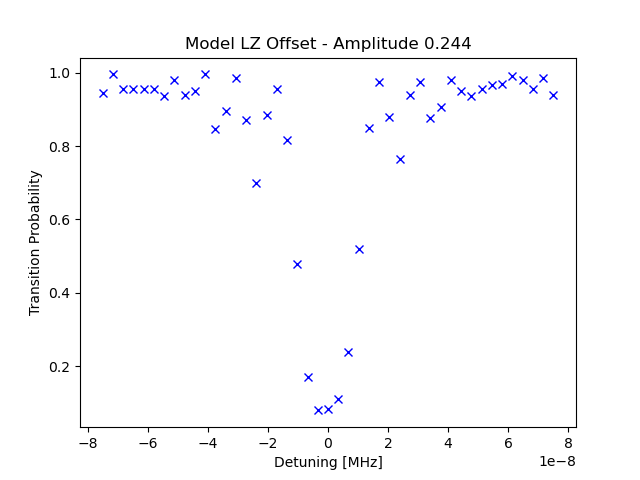 Model LZ Offset - Amplitude 0.244
Transition Probability
1.0
0.8
0.6
0.4
0.2
−8 −6 −4 −2 0 2 4 6 8
1e−8
Detuning [MHz]